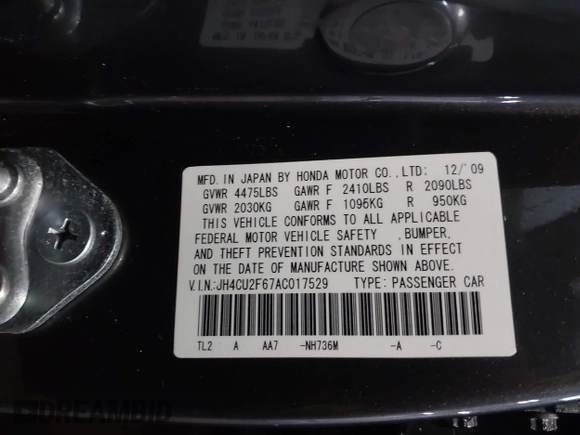 MFD. IN JAPAN BY HONDA MOTOR CO.,LTD: 12/'09
GVWR 4475LBS GAWR F 2410LBS R 2090LBS
GVWR 2030KG GAWR F 1096KG R 950KG
THIS VEHICLE CONFORMS TO ALL APPLICABLE
FEDERAL MOTOR VEHICLE SAFETY ,BUMPER,
AND THEFT PREVENTION STANDARDS IN EFFECT
ON THE DATE OF MANUFACTURE SHOWN ABOVE.
V.I.N:JH4CU2F67AC017529 TYPE: PASSENGER CAR
TL2 A AA7 -NH736M -A -C
DREAMBID